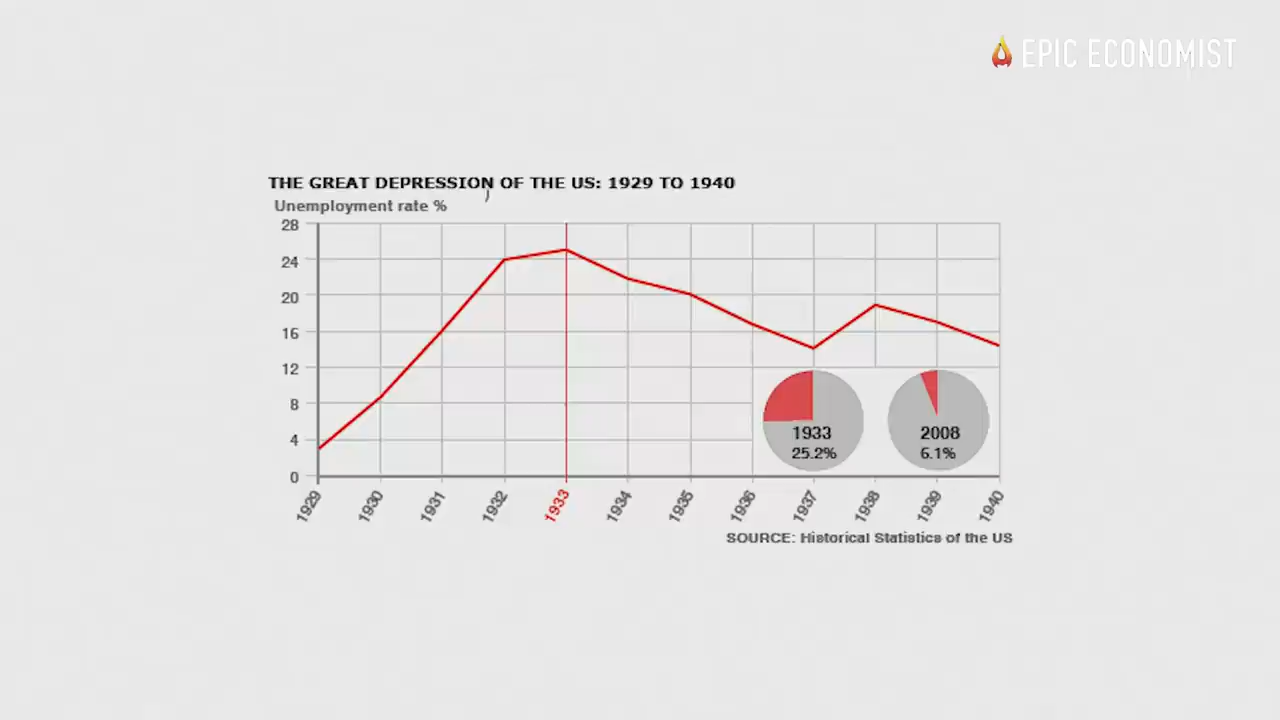 EPIC ECONOMIST
THE GREAT DEPRESSION OF THE US: 1929 TO 1940
Unemployment rate %
28
24
20
16
12
8
4
0
1929 1930 1931 1932 1933 1934 1935 1936 1937 1938 1939 1940
1933
25.2%
2008
6.1%
SOURCE: Historical Statistics of the US